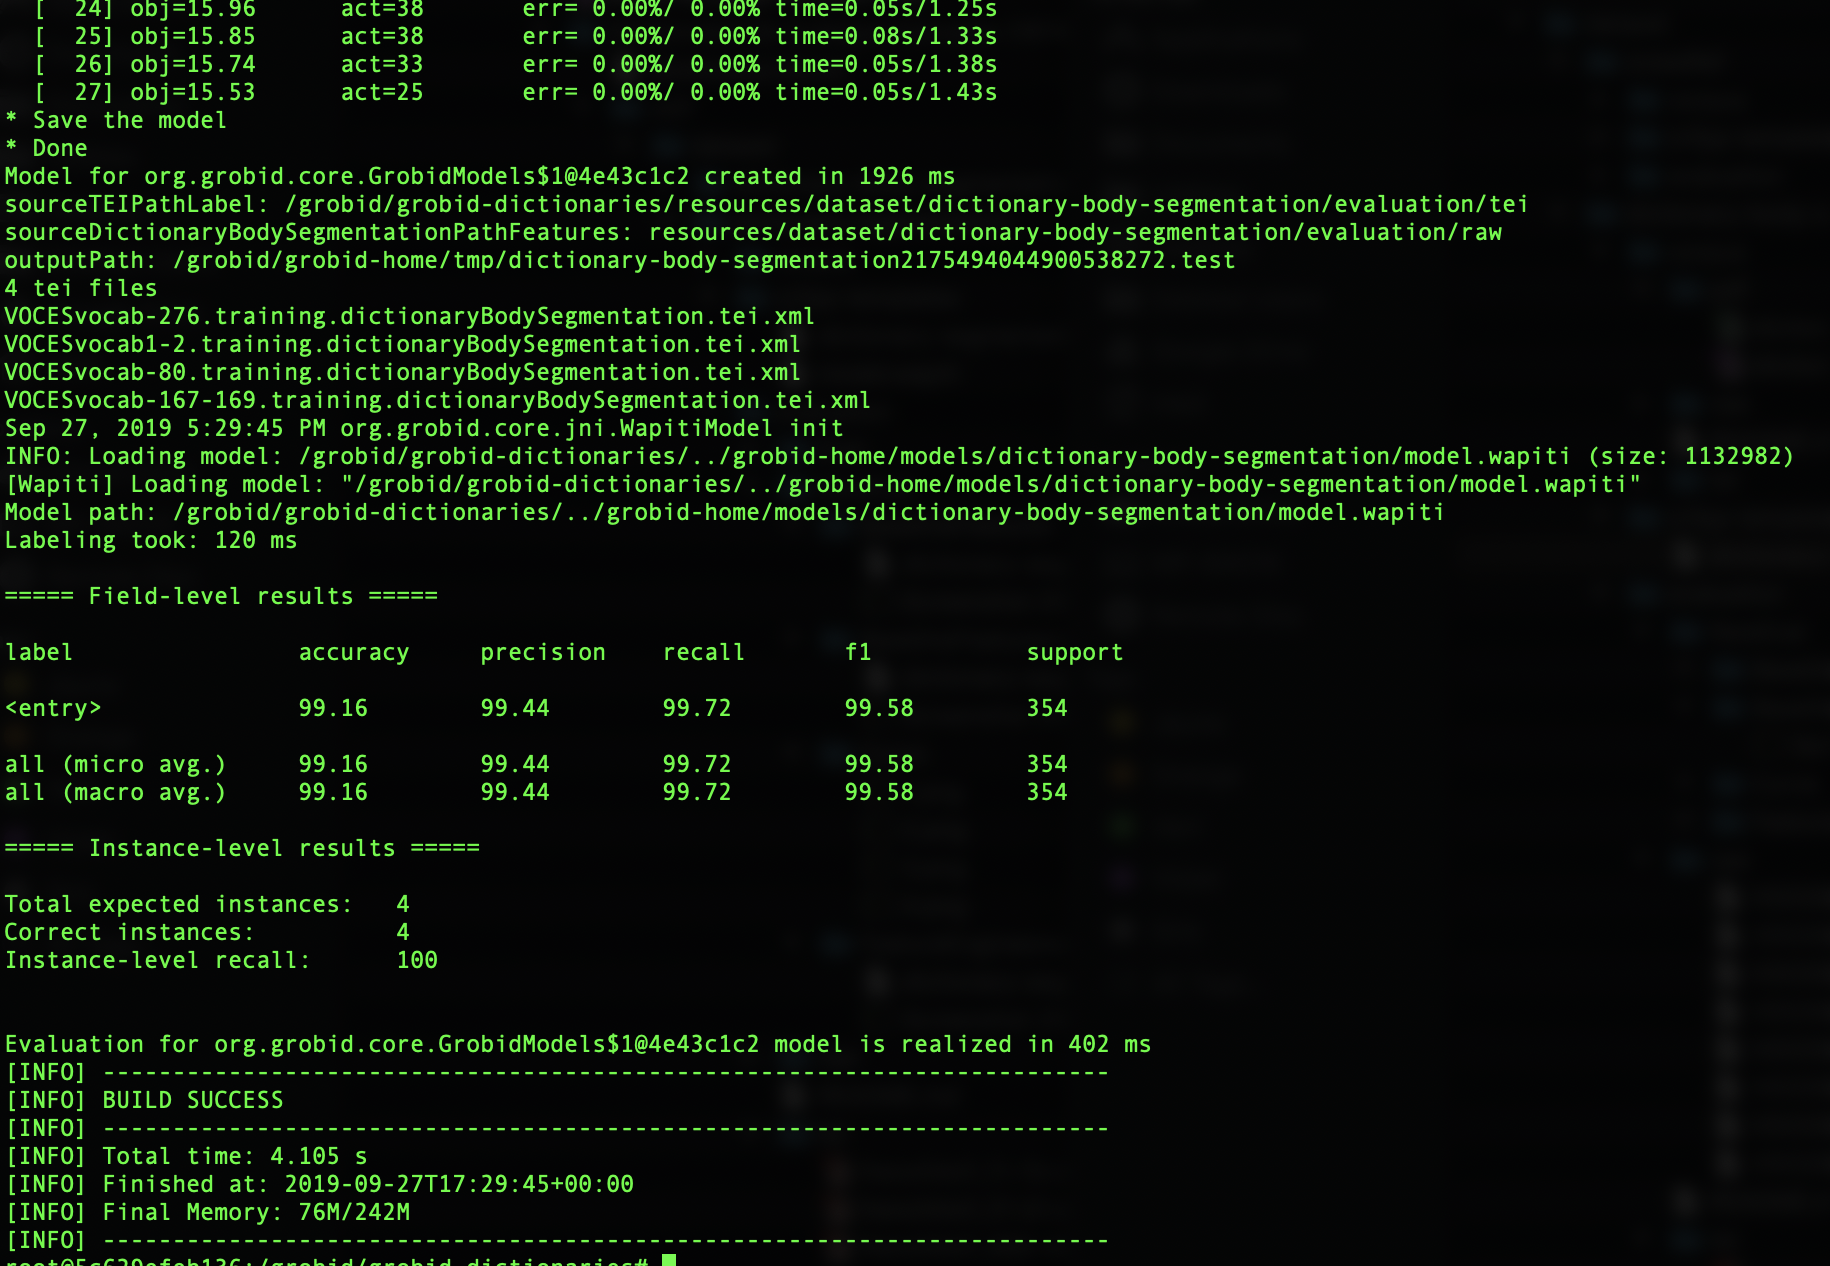 [  24] obj=15.96      act=38       err= 0.00%/ 0.00% time=0.05s/1.25s
[  25] obj=15.85      act=38       err= 0.00%/ 0.00% time=0.08s/1.33s
[  26] obj=15.74      act=33       err= 0.00%/ 0.00% time=0.05s/1.38s
[  27] obj=15.53      act=25       err= 0.00%/ 0.00% time=0.05s/1.43s
* Save the model
* Done
Model for org.grobid.core.GrobidModels$1@4e43c1c2 created in 1926 ms
sourceTEIPathLabel: /grobid/grobid-dictionaries/resources/dataset/dictionary-body-segmentation/evaluation/tei
sourceDictionaryBodySegmentationPathFeatures: resources/dataset/dictionary-body-segmentation/evaluation/raw
outputPath: /grobid/grobid-home/tmp/dictionary-body-segmentation2175494044900538272.test
4 tei files
VOCESvocab-276.training.dictionaryBodySegmentation.tei.xml
VOCESvocab1-2.training.dictionaryBodySegmentation.tei.xml
VOCESvocab-80.training.dictionaryBodySegmentation.tei.xml
VOCESvocab-167-169.training.dictionaryBodySegmentation.tei.xml
Sep 27, 2019 5:29:45 PM org.grobid.core.jni.WapitiModel init
INFO: Loading model: /grobid/grobid-dictionaries/../grobid-home/models/dictionary-body-segmentation/model.wapiti (size: 1132982)
[Wapiti] Loading model: "/grobid/grobid-dictionaries/../grobid-home/models/dictionary-body-segmentation/model.wapiti"
Model path: /grobid/grobid-dictionaries/../grobid-home/models/dictionary-body-segmentation/model.wapiti
Labeling took: 120 ms
===== Field-level results =====
label                accuracy     precision    recall       f1           support
<entry>              99.16        99.44        99.72        99.58        354
all (micro avg.)     99.16        99.44        99.72        99.58        354
all (macro avg.)     99.16        99.44        99.72        99.58        354
===== Instance-level results =====
Total expected instances:   4
Correct instances:          4
Instance-level recall:      100
Evaluation for org.grobid.core.GrobidModels$1@4e43c1c2 model is realized in 402 ms
[INFO] ------------------------------------------------------------------------
[INFO] BUILD SUCCESS
[INFO] ------------------------------------------------------------------------
[INFO] Total time: 4.105 s
[INFO] Finished at: 2019-09-27T17:29:45+00:00
[INFO] Final Memory: 76M/242M
[INFO] ------------------------------------------------------------------------